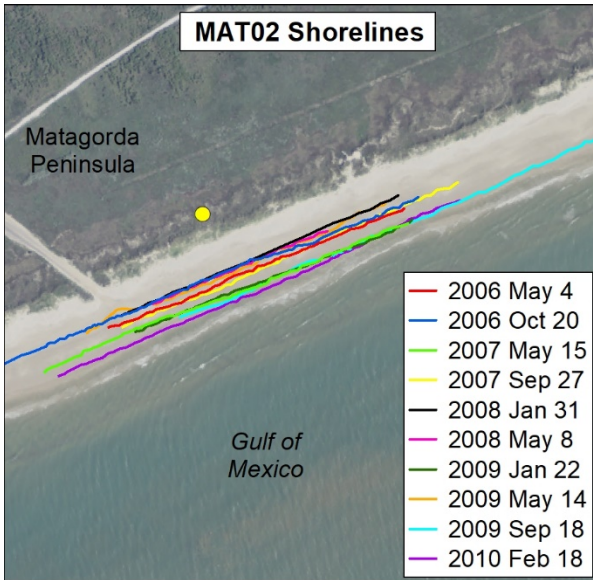 MAT02 Shorelines
Matagorda
Peninsula
2006 May 4
2006 Oct 20
2007 May 15
2007 Sep 27
2008 Jan 31
2008 May 8
2009 Jan 22
2009 May 14
2009 Sep 18
2010 Feb 18
Gulf of
Mexico